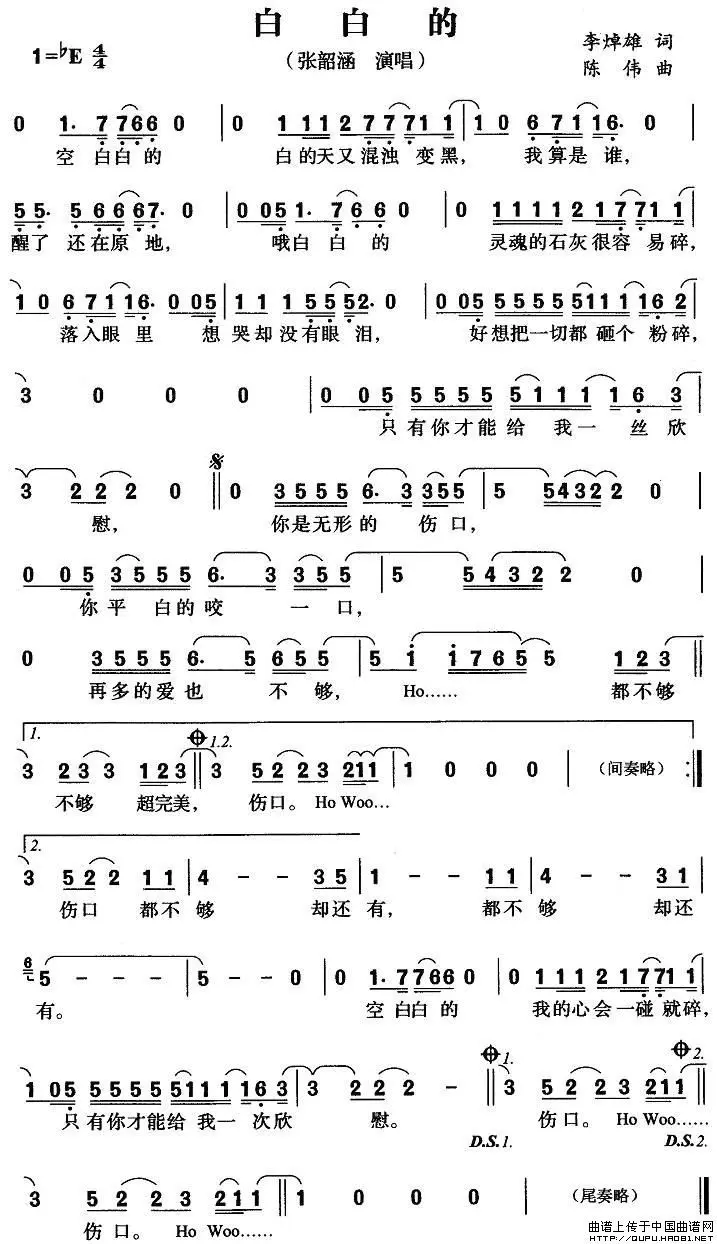 白 白 的
1=♭E 4/4
(张韶涵 演唱)
李焯雄 词
陈 伟 曲
0 1. 7 7 6 6 0 | 0 1 1 1 2 7 7 7 1 1 | 1 0 6 7 1 1 6. 0 |
空 白白 的 白的天又混浊 变黑, 我算是 谁,
5 5. 5 6 6 6 7. 0 | 0 0 5 1. 7 6 6 0 | 0 1 1 1 1 2 1 7 7 1 1 |
醒了 还在原 地, 哦白 白 的 灵魂的石灰很容 易碎,
1 0 6 7 1 1 6. 0 0 5 | 1 1 1 5 5 5 2. 0 | 0 0 5 5 5 5 5 5 1 1 1 1 6 2 |
落入眼 里 想 哭却没有眼 泪, 好想把一切都 砸个 粉碎,
3 0 0 0 | 0 0 5 5 5 5 5 5 1 1 1 1 6 3 |
只有你才能给 我一 丝欣
3 2 2 2 0 || 0 3 5 5 5 6. 3 3 5 5 | 5 5 4 3 2 2 0 |
慰, 你是无形的 伤口,
0 0 5 3 5 5 5 6. 3 3 5 5 | 5 5 4 3 2 2 0 |
你平 白的咬 一口,
0 3 5 5 5 6. 5 6 5 5 | 5 1 1 7 6 5 5 1 2 3 ||
再多的爱也 不够, Ho…… 都不够
1. 1.2.
3 2 3 3 1 2 3 || 3 5 2 2 3 2 1 1 | 1 0 0 0 (间奏略) :||
不够 超完美, 伤口。 Ho Woo…
2.
3 5 2 2 1 1 | 4 - - 3 5 | 1 - - 1 1 | 4 - - 3 1 |
伤口 都不 够 却还 有, 都不 够 却还
6 5 - - - | 5 - - 0 | 0 1. 7 7 6 6 0 | 0 1 1 1 2 1 7 7 1 1 |
有。 空 白白 的 我的心会一碰 就碎,
1 0 5 5 5 5 5 5 1 1 1 1 6 3 | 3 2 2 2 - || 3 5 2 2 3 2 1 1 ||
1. 2.
只有你才能给 我一 次欣 慰。 伤口。 Ho Woo……
D.S.1. D.S.2.
3 5 2 2 3 2 1 1 || 1 0 0 0 (尾奏略) ||
伤口。 Ho Woo……
曲谱上传于中国曲谱网
HTTP://QUPU.HAO81.NET